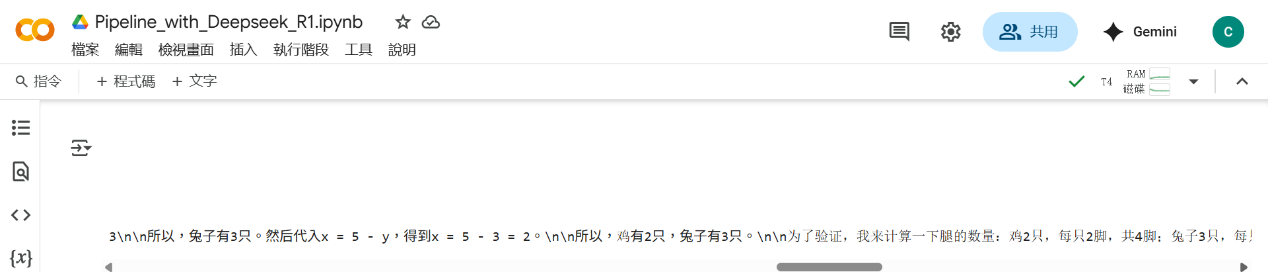 Pipeline_with_Deepseek_R1.ipynb
檔案 編輯 檢視畫面 插入 執行階段 工具 說明
共用
Gemini
C
指令 + 程式碼 + 文字
T4
RAM
磁碟
{x}
3\n\n所以，兔子有3只。然后代入x = 5 - y，得到x = 5 - 3 = 2。\n\n所以，鸡有2只，兔子有3只。\n\n为了验证，我来计算一下腿的数量：鸡2只，每只2脚，共4脚；兔子3只，每